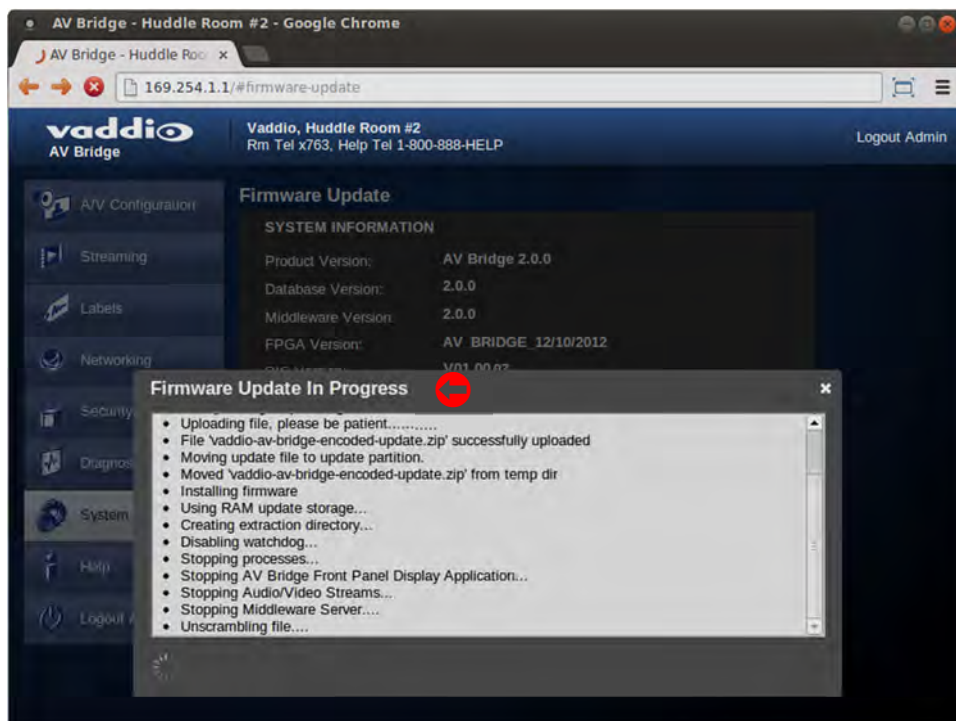 AV Bridge - Huddle Room #2 - Google Chrome
AV Bridge - Huddle Roo
169.254.1.1/#firmware-update
vaddio
AV Bridge
Vaddio, Huddle Room #2
Rm Tel x763, Help Tel 1-800-888-HELP
Logout Admin
A/V Configuration
Streaming
Labels
Networking
Security
Diagnos
System
Help
Logout A
Firmware Update
SYSTEM INFORMATION
Product Version: AV Bridge 2.0.0
Database Version: 2.0.0
Middleware Version: 2.0.0
FPGA Version: AV_BRIDGE_12/10/2012
Firmware Update In Progress
Uploading file, please be patient...........
File 'vaddio-av-bridge-encoded-update.zip' successfully uploaded
Moving update file to update partition.
Moved 'vaddio-av-bridge-encoded-update.zip' from temp dir
Installing firmware
Using RAM update storage...
Creating extraction directory...
Disabling watchdog...
Stopping processes...
Stopping AV Bridge Front Panel Display Application...
Stopping Audio/Video Streams...
Stopping Middleware Server....
Unscrambling file....